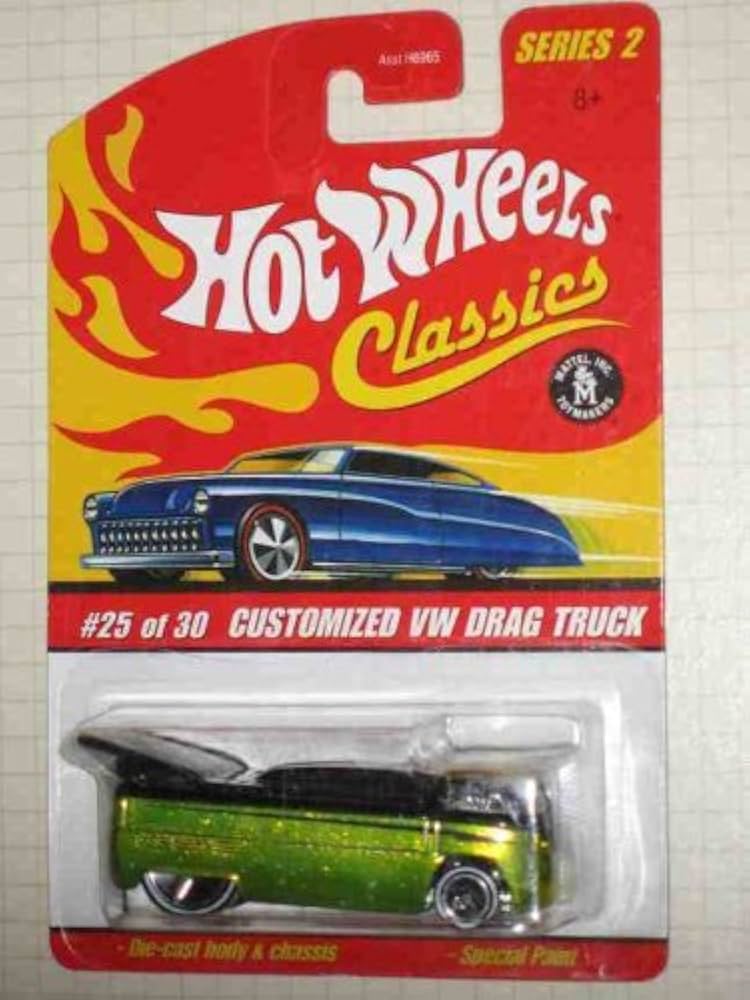 Asst H6965
SERIES 2
8+
Hot Wheels
Classics
MATTEL, INC.
M
TOYMAKERS
#25 of 30 CUSTOMIZED VW DRAG TRUCK
- Die-cast body & chassis
- Special Paint